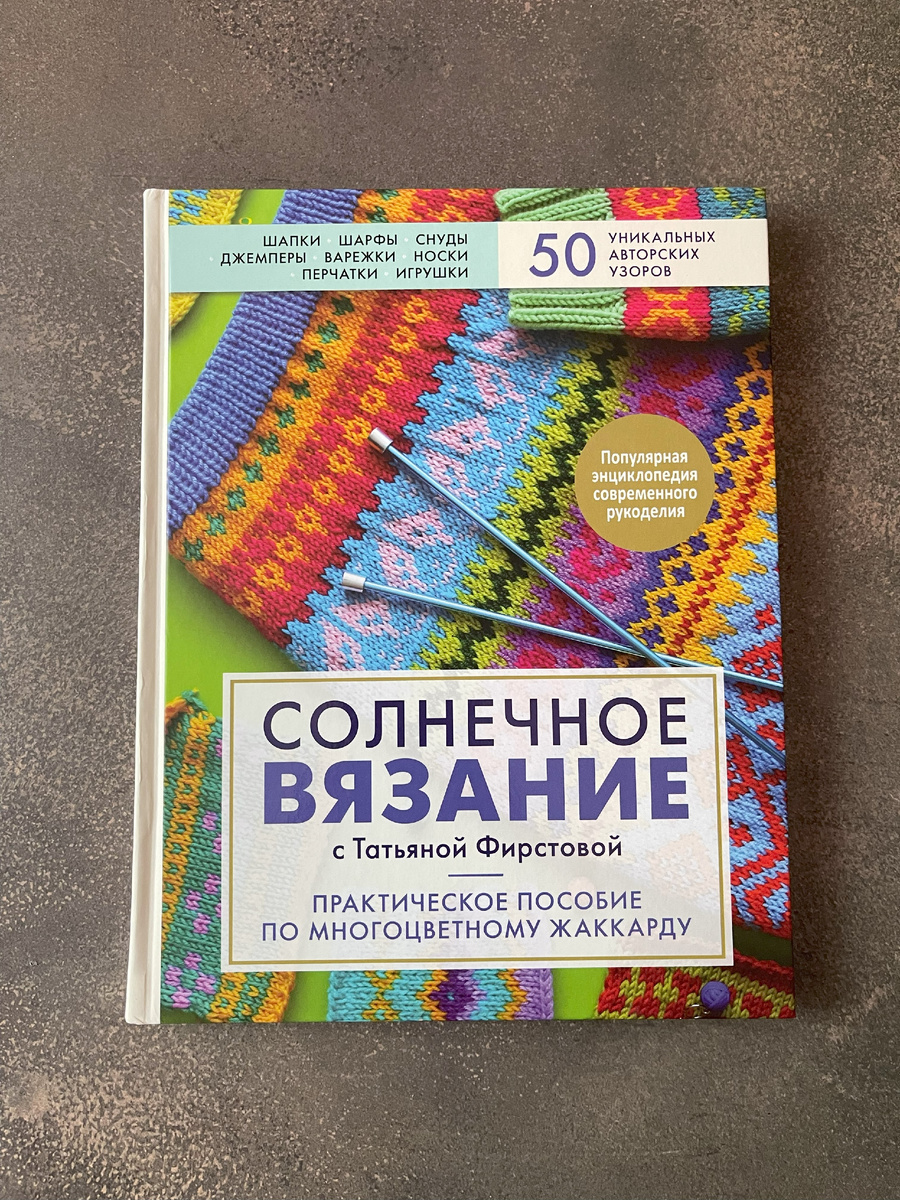 ШАПКИ · ШАРФЫ · СНУДЫ
· ДЖЕМПЕРЫ · ВАРЕЖКИ · НОСКИ
· ПЕРЧАТКИ · ИГРУШКИ
50
УНИКАЛЬНЫХ
АВТОРСКИХ
УЗОРОВ
Популярная
энциклопедия
современного
рукоделия
СОЛНЕЧНОЕ
ВЯЗАНИЕ
с Татьяной Фирстовой
ПРАКТИЧЕСКОЕ ПОСОБИЕ
ПО МНОГОЦВЕТНОМУ ЖАККАРДУ